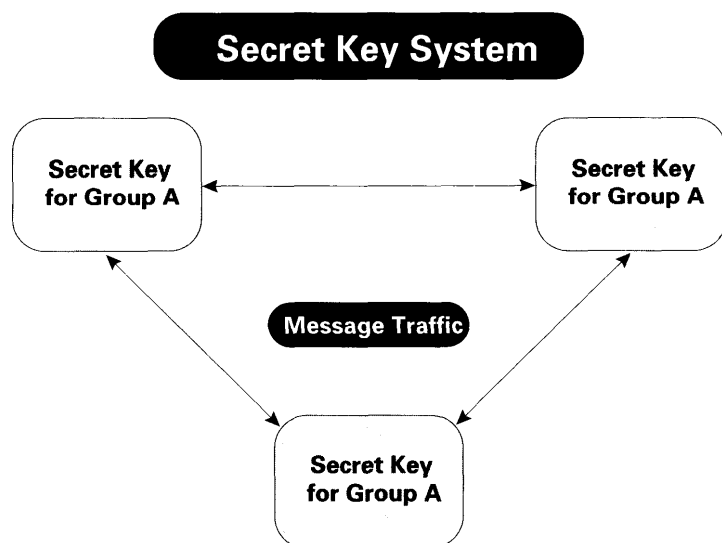 Secret Key System
Secret Key
for Group A
Secret Key
for Group A
Message Traffic
Secret Key
for Group A